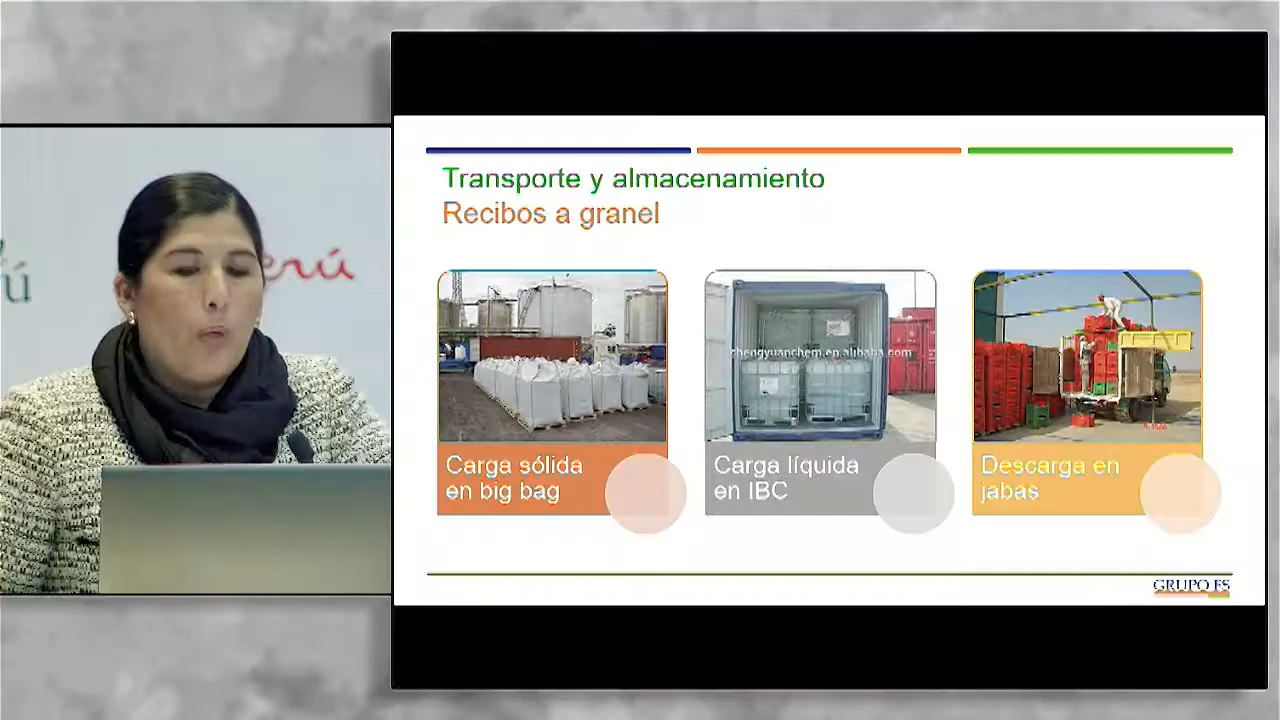 Transporte y almacenamiento
Recibos a granel
chengyuanchem.en.alibaba.com
Carga sólida
en big bag
Carga líquida
en IBC
Descarga en
jabas
GRUPO ES